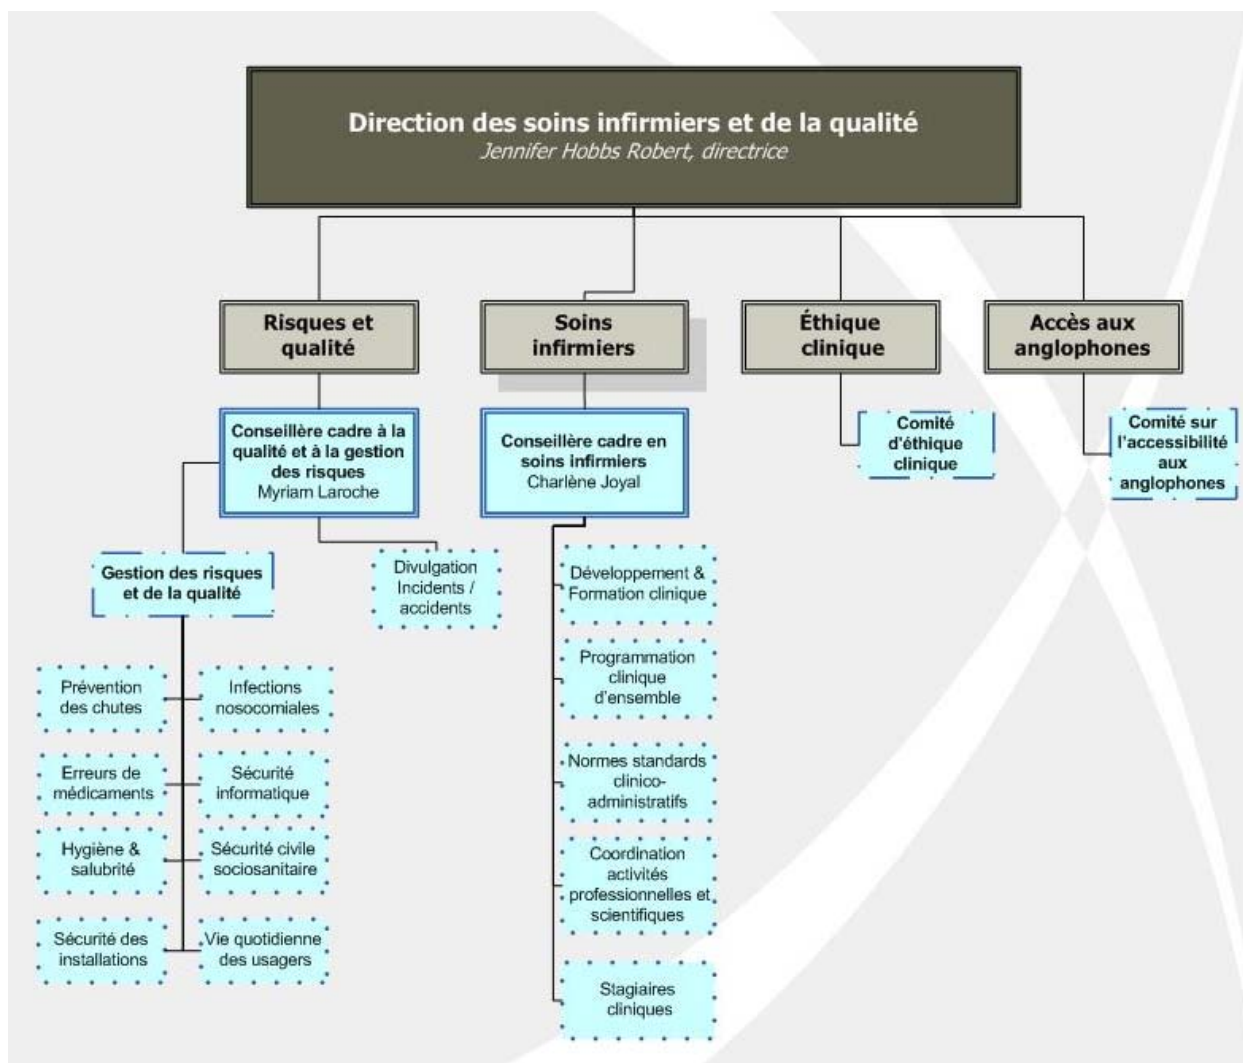 Direction des soins infirmiers et de la qualité
Jennifer Hobbs Robert, directrice
Risques et
qualité
Soins
infirmiers
Éthique
clinique
Accès aux
anglophones
Conseillère cadre à la
qualité et à la gestion
des risques
Myriam Laroche
Conseillère cadre en
soins infirmiers
Charlène Joyal
Comité
d'éthique
clinique
Comité sur
l'accessibilité
aux
anglophones
Gestion des risques
et de la qualité
Divulgation
Incidents /
accidents
Prévention
des chutes
Infections
nosocomiales
Erreurs de
médicaments
Sécurité
informatique
Hygiène &
salubrité
Sécurité civile
sociosanitaire
Sécurité des
installations
Vie quotidienne
des usagers
Développement &
Formation clinique
Programmation
clinique
d'ensemble
Normes standards
clinico-
administratifs
Coordination
activités
professionnelles et
scientifiques
Stagiaires
cliniques